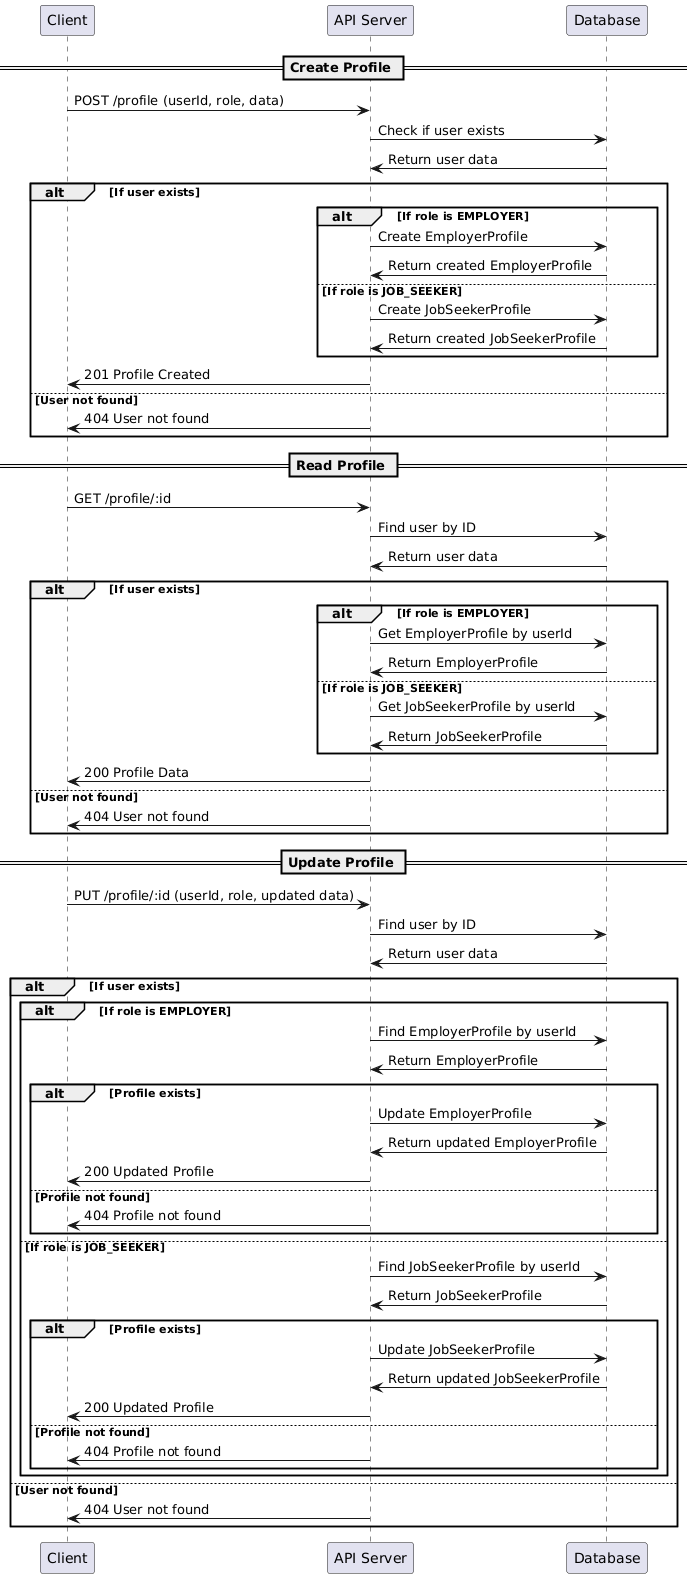 Client API Server Database
Create Profile
POST /profile (userId, role, data)
Check if user exists
Return user data
alt [If user exists]
alt [If role is EMPLOYER]
Create EmployerProfile
Return created EmployerProfile
[If role is JOB_SEEKER]
Create JobSeekerProfile
Return created JobSeekerProfile
201 Profile Created
[User not found]
404 User not found
Read Profile
GET /profile/:id
Find user by ID
Return user data
alt [If user exists]
alt [If role is EMPLOYER]
Get EmployerProfile by userId
Return EmployerProfile
[If role is JOB_SEEKER]
Get JobSeekerProfile by userId
Return JobSeekerProfile
200 Profile Data
[User not found]
404 User not found
Update Profile
PUT /profile/:id (userId, role, updated data)
Find user by ID
Return user data
alt [If user exists]
alt [If role is EMPLOYER]
Find EmployerProfile by userId
Return EmployerProfile
alt [Profile exists]
Update EmployerProfile
Return updated EmployerProfile
200 Updated Profile
[Profile not found]
404 Profile not found
[If role is JOB_SEEKER]
Find JobSeekerProfile by userId
Return JobSeekerProfile
alt [Profile exists]
Update JobSeekerProfile
Return updated JobSeekerProfile
200 Updated Profile
[Profile not found]
404 Profile not found
[User not found]
404 User not found
Client API Server Database